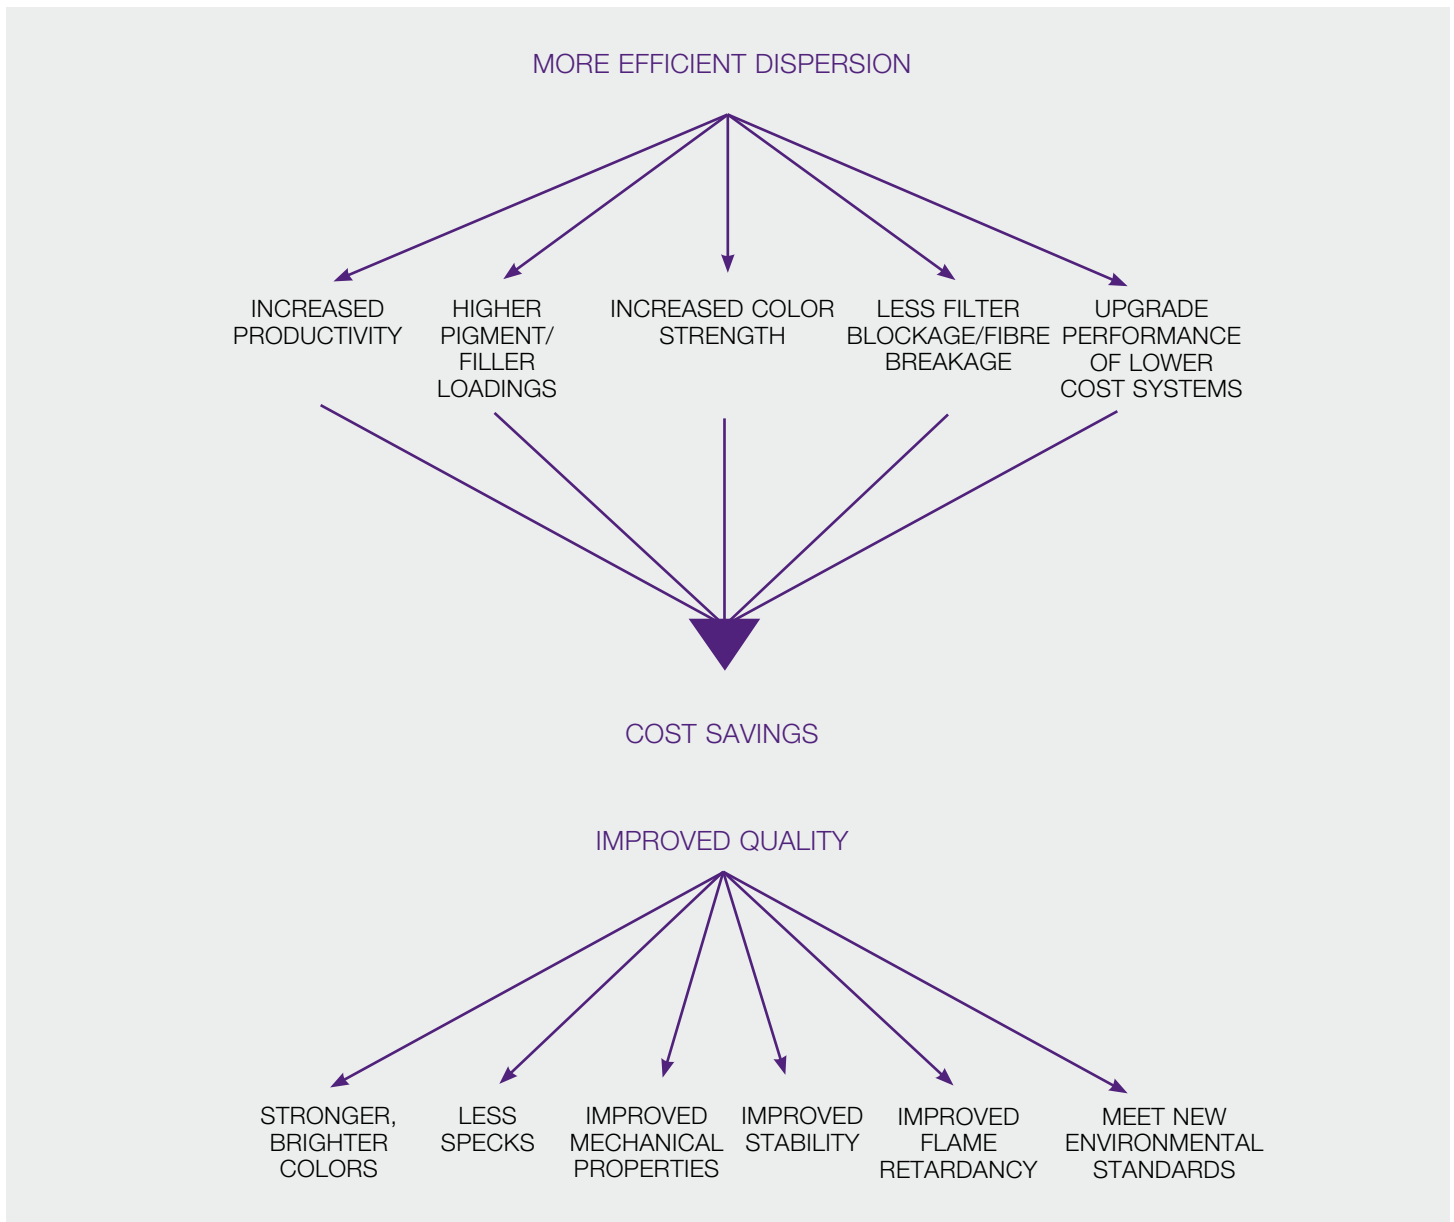 MORE EFFICIENT DISPERSION
INCREASED
PRODUCTIVITY
HIGHER
PIGMENT/
FILLER
LOADINGS
INCREASED COLOR
STRENGTH
LESS FILTER
BLOCKAGE/FIBRE
BREAKAGE
UPGRADE
PERFORMANCE
OF LOWER
COST SYSTEMS
COST SAVINGS
IMPROVED QUALITY
STRONGER,
BRIGHTER
COLORS
LESS
SPECKS
IMPROVED
MECHANICAL
PROPERTIES
IMPROVED
STABILITY
IMPROVED
FLAME
RETARDANCY
MEET NEW
ENVIRONMENTAL
STANDARDS